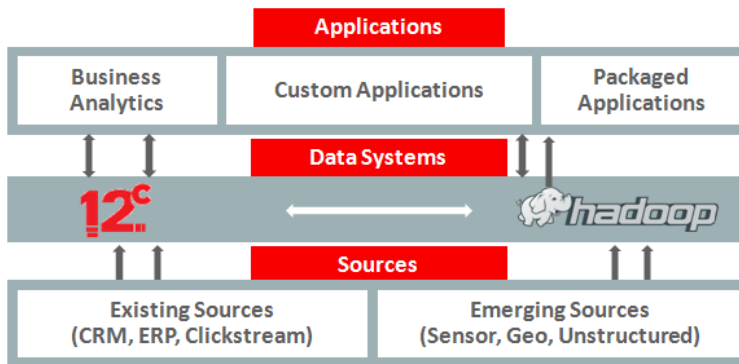 Applications
Business
Analytics
Custom Applications
Packaged
Applications
Data Systems
12c
hadoop
Sources
Existing Sources
(CRM, ERP, Clickstream)
Emerging Sources
(Sensor, Geo, Unstructured)